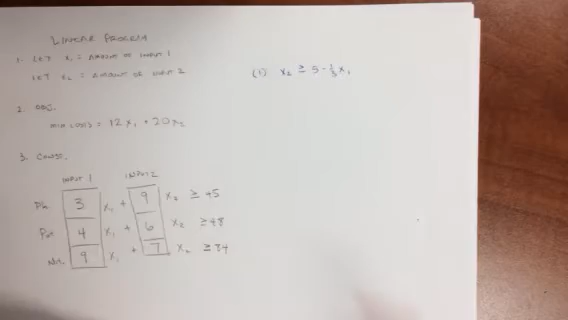 LINEAR PROBLEM
1. LET X₁ = AMOUNT OF INPUT 1
LET X₂ = AMOUNT OF INPUT 2
(1) X₂ ≥ 5 - ⅓X₁
2. OBJ.
MIN COST = 12X₁ + 20X₂
3. CONST.
INPUT 1 INPUT 2
3 X₁ + 9 X₂ ≥ 45
4 X₁ + 6 X₂ ≥ 48
Nit. 9 X₁ + 7 X₂ ≥ 84